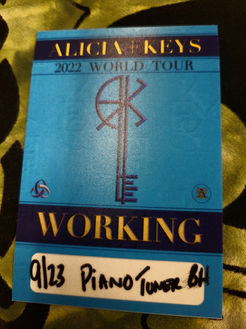 ALICIA KEYS
2022 WORLD TOUR
WORKING
9/23 PIANO TUNER BH